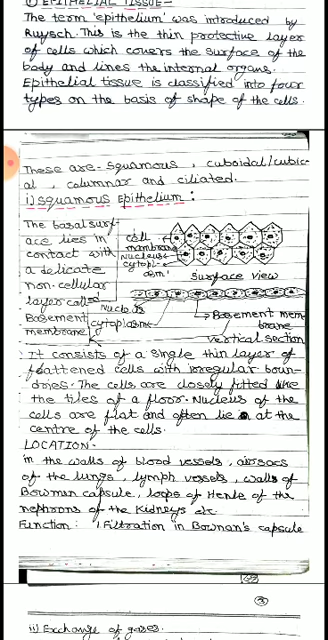 1) EPITHELIAL TISSUE-
The term 'epithelium' was introduced by
Ruysch. This is the thin protective layer
of cells which covers the surface of the
body and lines the internal organs.
Epithelial tissue is classified into four
types on the basis of shape of the cells.
These are- squamous, cuboidal/cubic-
al, columnar and ciliated.
i) Squamous Epithelium:
The basal surf-
ace lies in
contact with
a delicate
non-cellular
layer called
Basement
membrane
cell
membrane
Nucleus
cytopl-
asm
Surface view
Nucleus
cytoplasm
Basement mem-
brane
vertical section
It consists of a single thin layer of
flattened cells with irregular boun-
dries. The cells are closely fitted like
the tiles of a floor. Nucleus of the
cells are flat and often lie at the
centre of the cells.
LOCATION-
in the walls of blood vessels, airsacs
of the lungs, lymph vessels, walls of
Bowman capsule, loops of Henle of the
nephrons of the kidneys etc.
Function: i) Filtration in Bowman's capsule
ii) Exchange of gases.